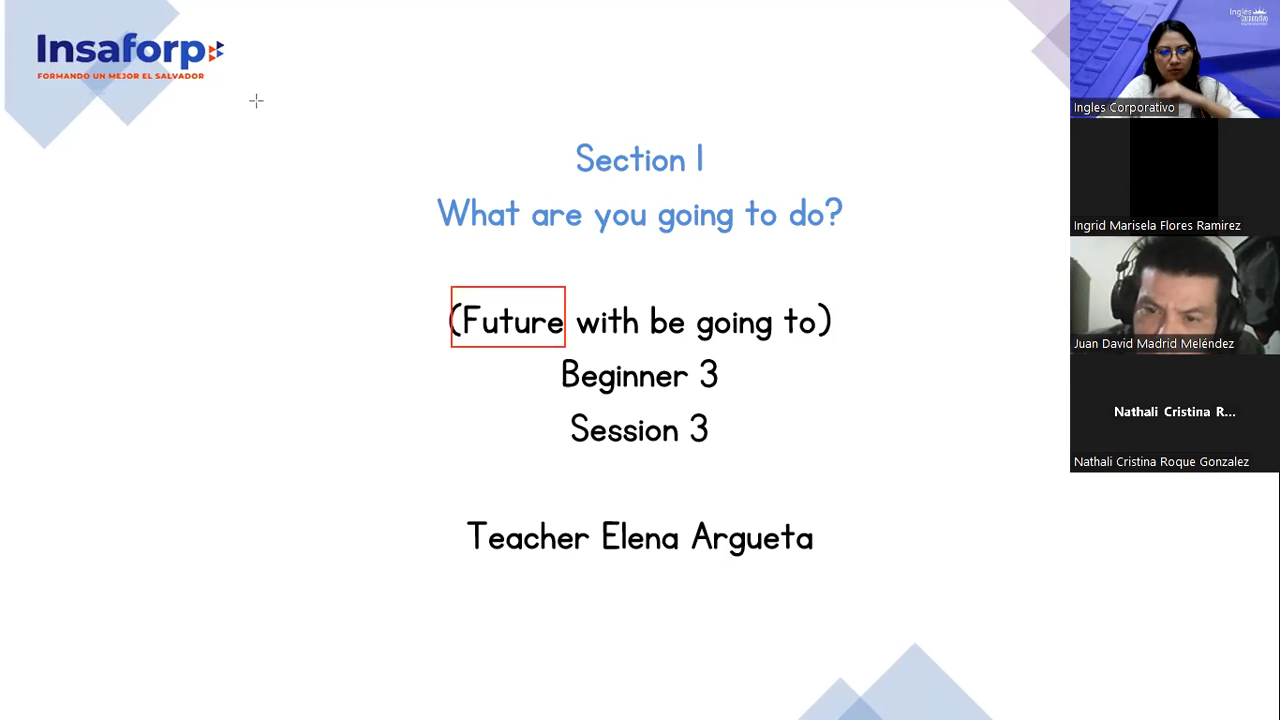 Insaforp
FORMANDO UN MEJOR EL SALVADOR
Section 1
What are you going to do?
(Future with be going to)
Beginner 3
Session 3
Teacher Elena Argueta
Ingles
Ingles Corporativo
Ingrid Marisela Flores Ramirez
Juan David Madrid Meléndez
Nathali Cristina R...
Nathali Cristina Roque Gonzalez